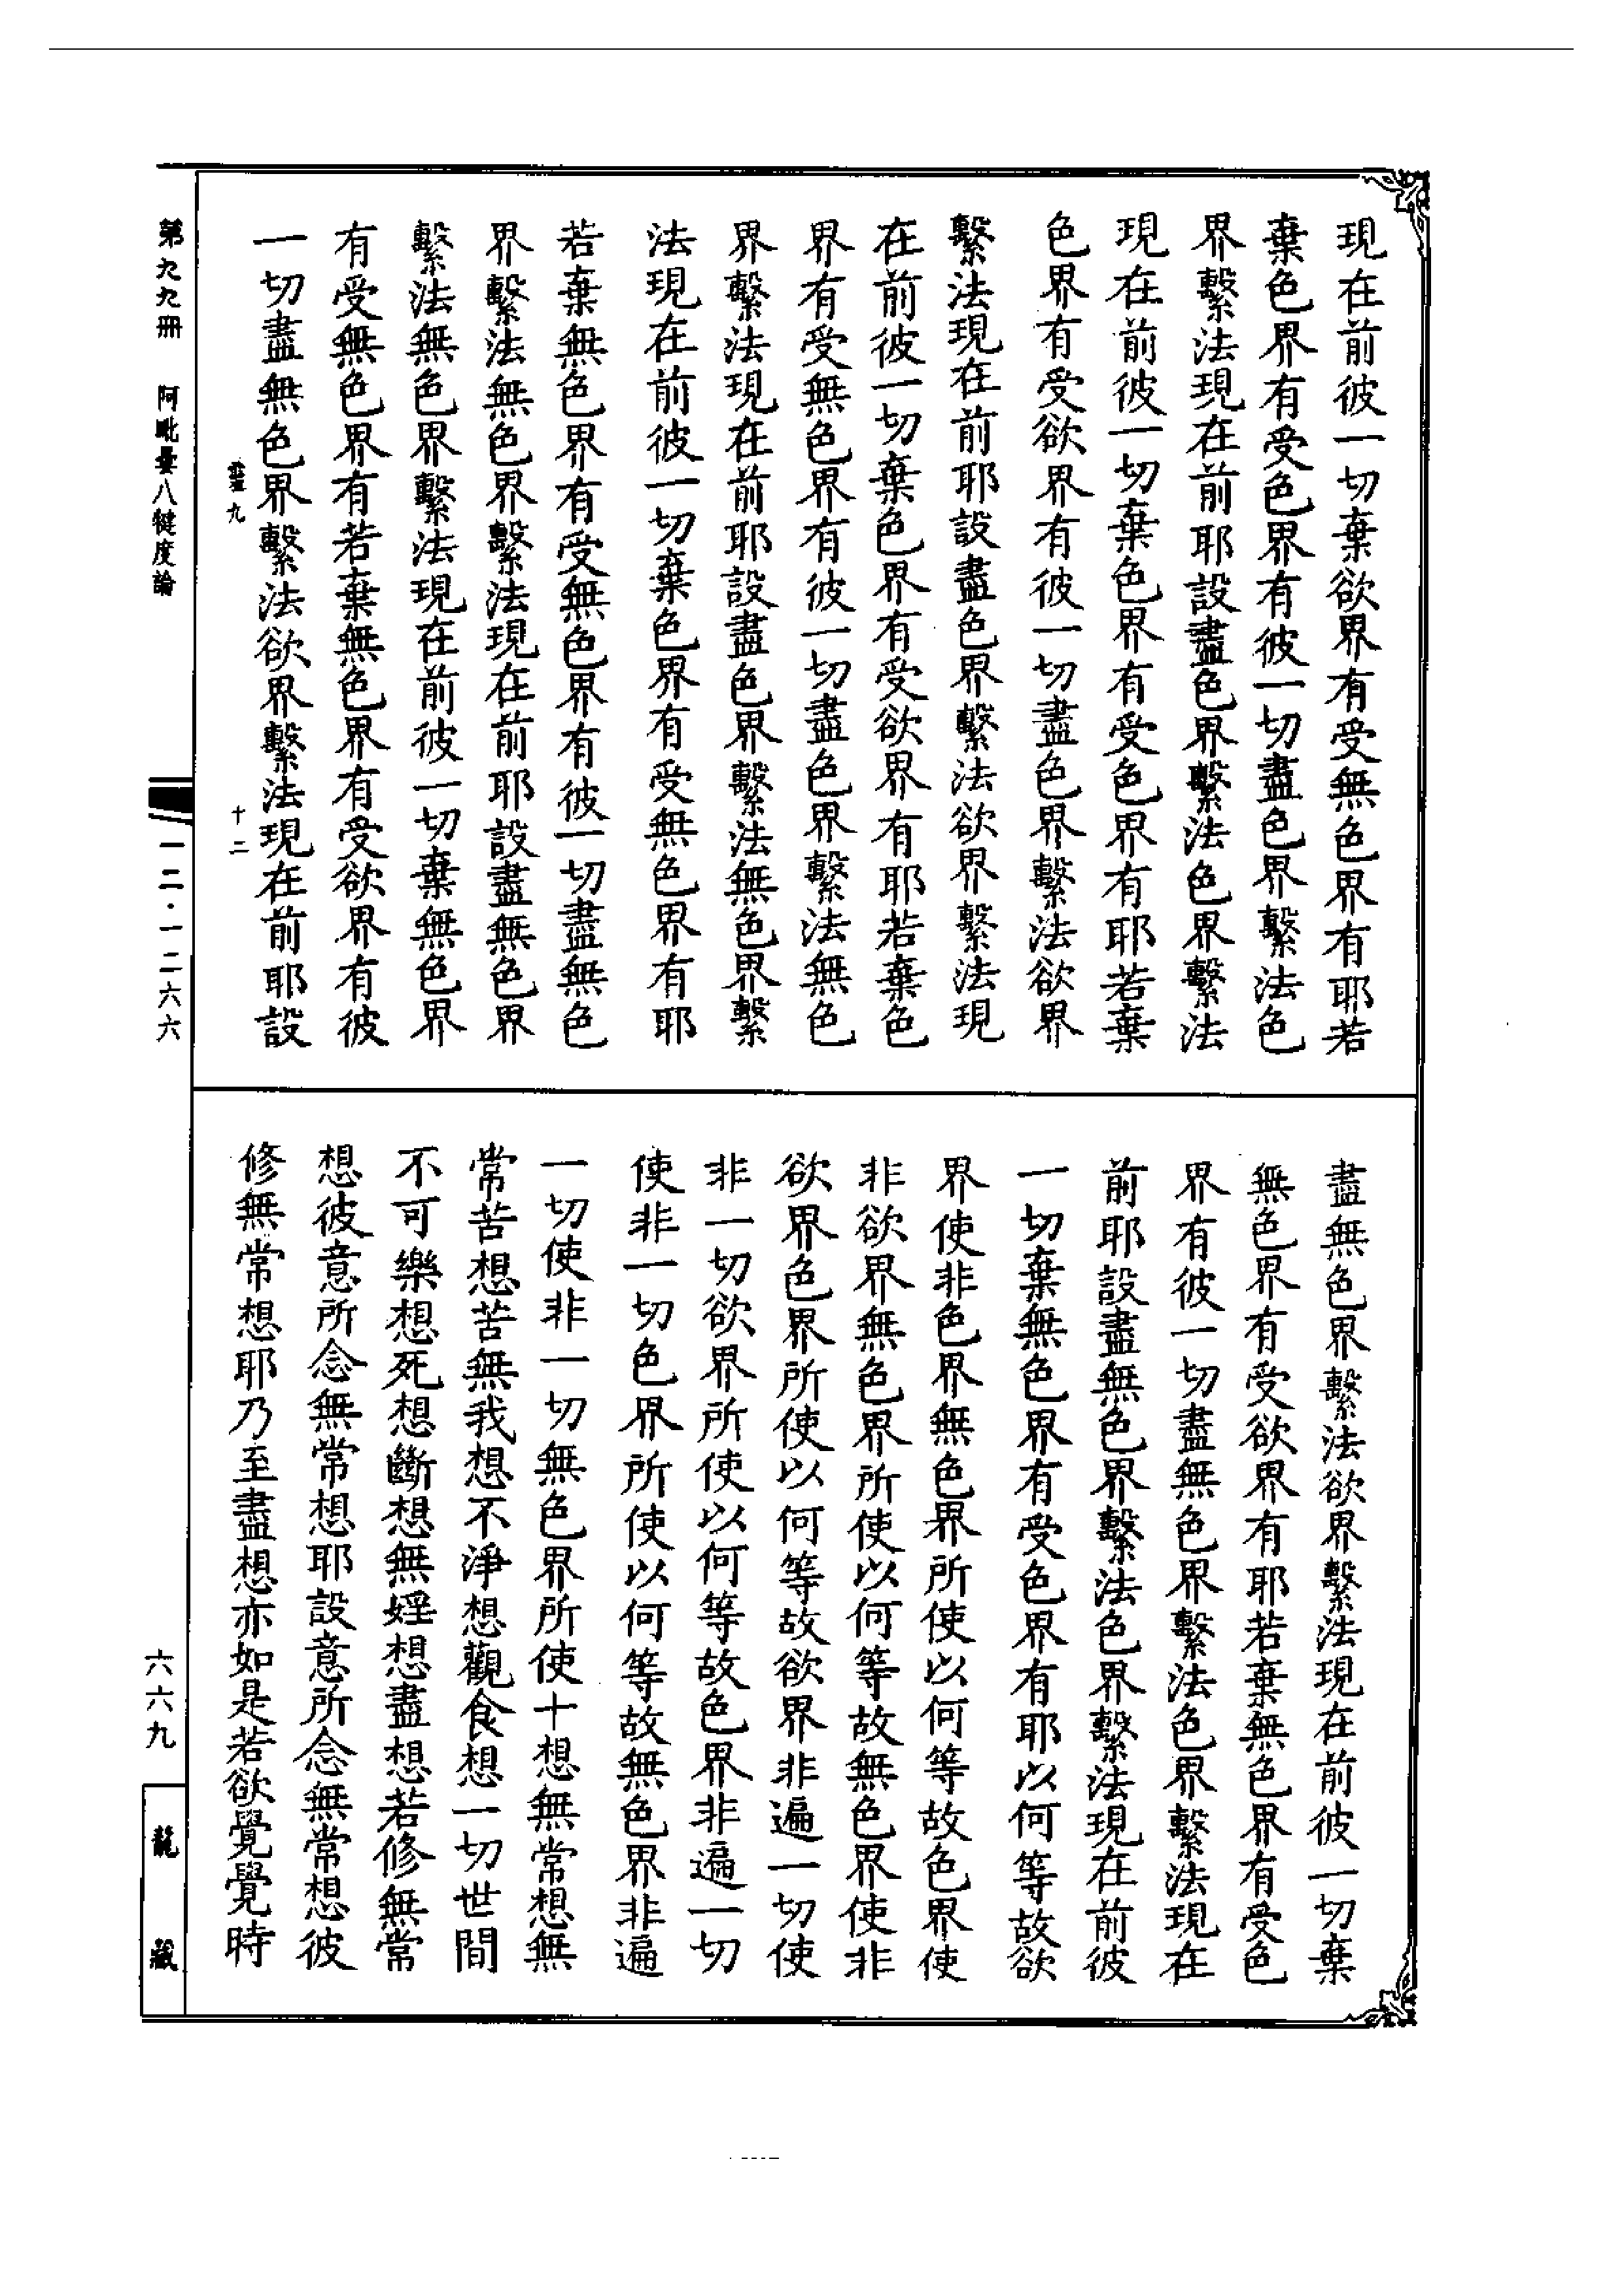 現在前彼一切棄欲界有受無色界有耶若
棄色界有受色界有彼一切盡色界繫法色
界繫法現在前耶設盡色界繫法色界繫法
現在前彼一切棄色界有受色界有耶若棄
色界有受欲界有彼一切盡色界繫法欲界
繫法現在前耶設盡色界繫法欲界繫法現
在前彼一切棄色界有受欲界有耶若棄色
界有受無色界有彼一切盡色界繫法無色
界繫法現在前耶設盡色界繫法無色界繫
法現在前彼一切棄色界有受無色界有耶
若棄無色界有受無色界有彼一切盡無色
界繫法無色界繫法現在前耶設盡無色界
繫法無色界繫法現在前彼一切棄無色界
有受無色界有若棄無色界有受欲界有彼
一切盡無色界繫法欲界繫法現在前耶設
盡無色界繫法欲界繫法現在前彼一切棄
無色界有受欲界有耶若棄無色界有受色
界有彼一切盡無色界繫法色界繫法現在
前耶設盡無色界繫法色界繫法現在前彼
一切棄無色界有受色界有耶以何等故欲
界使非色界無色界所使以何等故色界使
非欲界無色界所使以何等故無色界使非
欲界色界所使以何等故欲界非遍一切使
非一切欲界所使以何等故色界非遍一切
使非一切色界所使以何等故無色界非遍
一切使非一切無色界所使十想無常想無
常苦想苦無我想不淨想觀食想一切世間
不可樂想死想斷想無婬想盡想若修無常
想彼意所念無常想耶設意所念無常想彼
修無常想耶乃至盡想亦如是若欲覺覺時
九
十二
第九九冊
阿毗曇八犍度論
一二·一二六六
六六九
龍藏